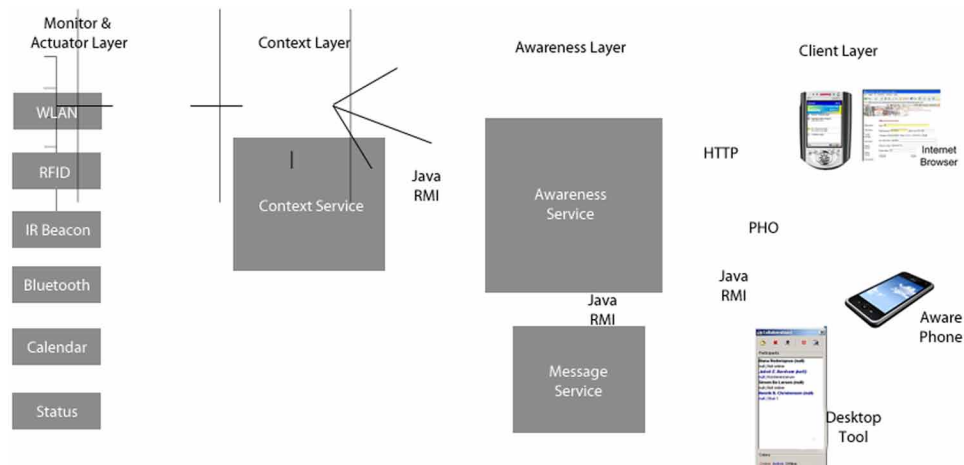 Monitor &
Actuator Layer
Context Layer
Awareness Layer
Client Layer
WLAN
RFID
IR Beacon
Bluetooth
Calendar
Status
Context Service
Java
RMI
Awareness
Service
Java
RMI
Message
Service
HTTP
PHO
Java
RMI
Internet
Browser
Aware
Phone
Participants
Desktop
Tool